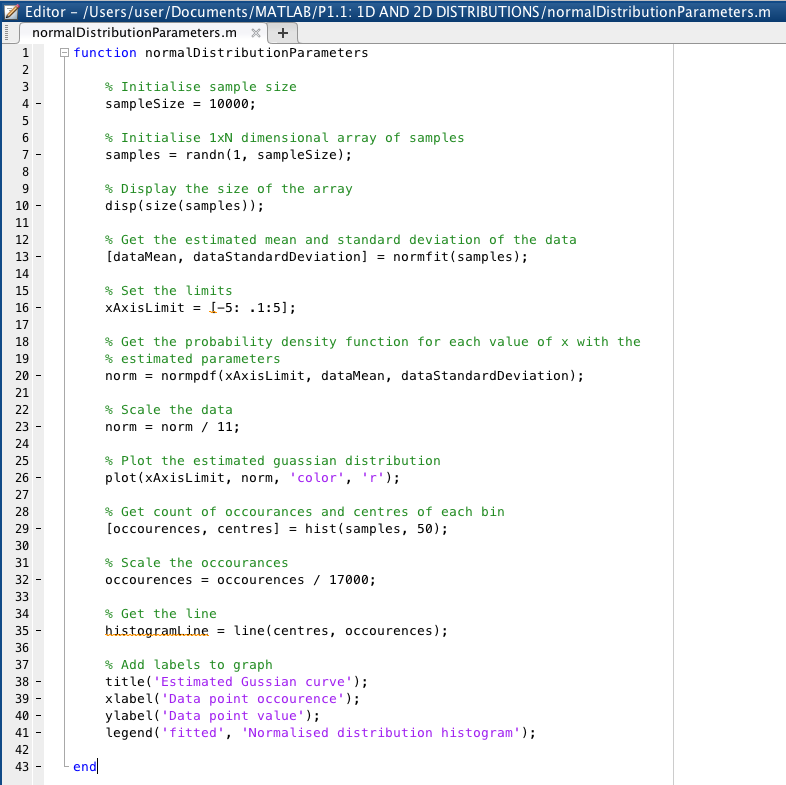 Editor – /Users/user/Documents/MATLAB/P1.1: 1D AND 2D DISTRIBUTIONS/normalDistributionParameters.m
normalDistributionParameters.m × +
1 function normalDistributionParameters
2
3 % Initialise sample size
4 – sampleSize = 10000;
5
6 % Initialise 1xN dimensional array of samples
7 – samples = randn(1, sampleSize);
8
9 % Display the size of the array
10 – disp(size(samples));
11
12 % Get the estimated mean and standard deviation of the data
13 – [dataMean, dataStandardDeviation] = normfit(samples);
14
15 % Set the limits
16 – xAxisLimit = [–5: .1:5];
17
18 % Get the probability density function for each value of x with the
19 % estimated parameters
20 – norm = normpdf(xAxisLimit, dataMean, dataStandardDeviation);
21
22 % Scale the data
23 – norm = norm / 11;
24
25 % Plot the estimated guassian distribution
26 – plot(xAxisLimit, norm, 'color', 'r');
27
28 % Get count of occourances and centres of each bin
29 – [occourences, centres] = hist(samples, 50);
30
31 % Scale the occourances
32 – occourences = occourences / 17000;
33
34 % Get the line
35 – histogramLine = line(centres, occourences);
36
37 % Add labels to graph
38 – title('Estimated Gussian curve');
39 – xlabel('Data point occourence');
40 – ylabel('Data point value');
41 – legend('fitted', 'Normalised distribution histogram');
42
43 – end